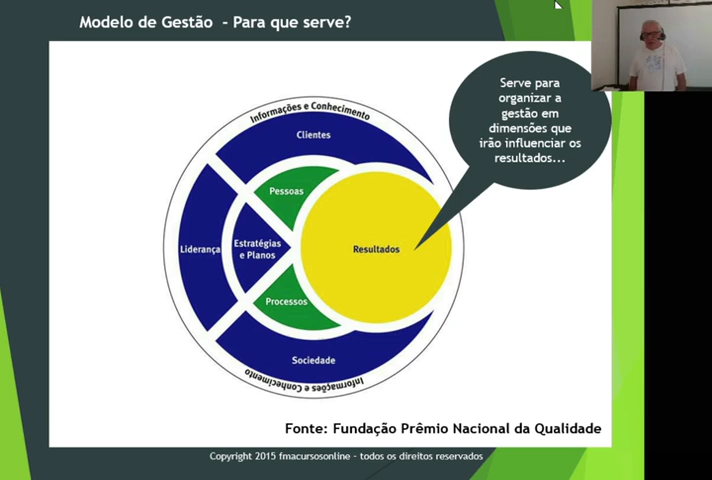 Modelo de Gestão - Para que serve?
Serve para
organizar a
gestão em
dimensões que
irão influenciar os
resultados...
Informações e Conhecimento
Clientes
Pessoas
Liderança
Estratégias
e Planos
Resultados
Processos
Sociedade
Informações e Conhecimento
Fonte: Fundação Prêmio Nacional da Qualidade
Copyright 2015 fmacursosonline - todos os direitos reservados